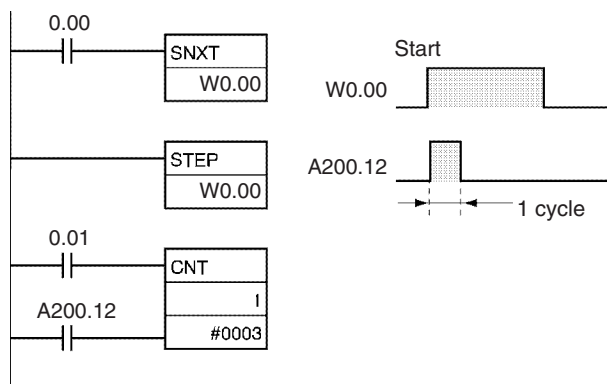 0.00
SNXT
W0.00
STEP
W0.00
0.01
CNT
A200.12
1
#0003
Start
W0.00
A200.12
1 cycle